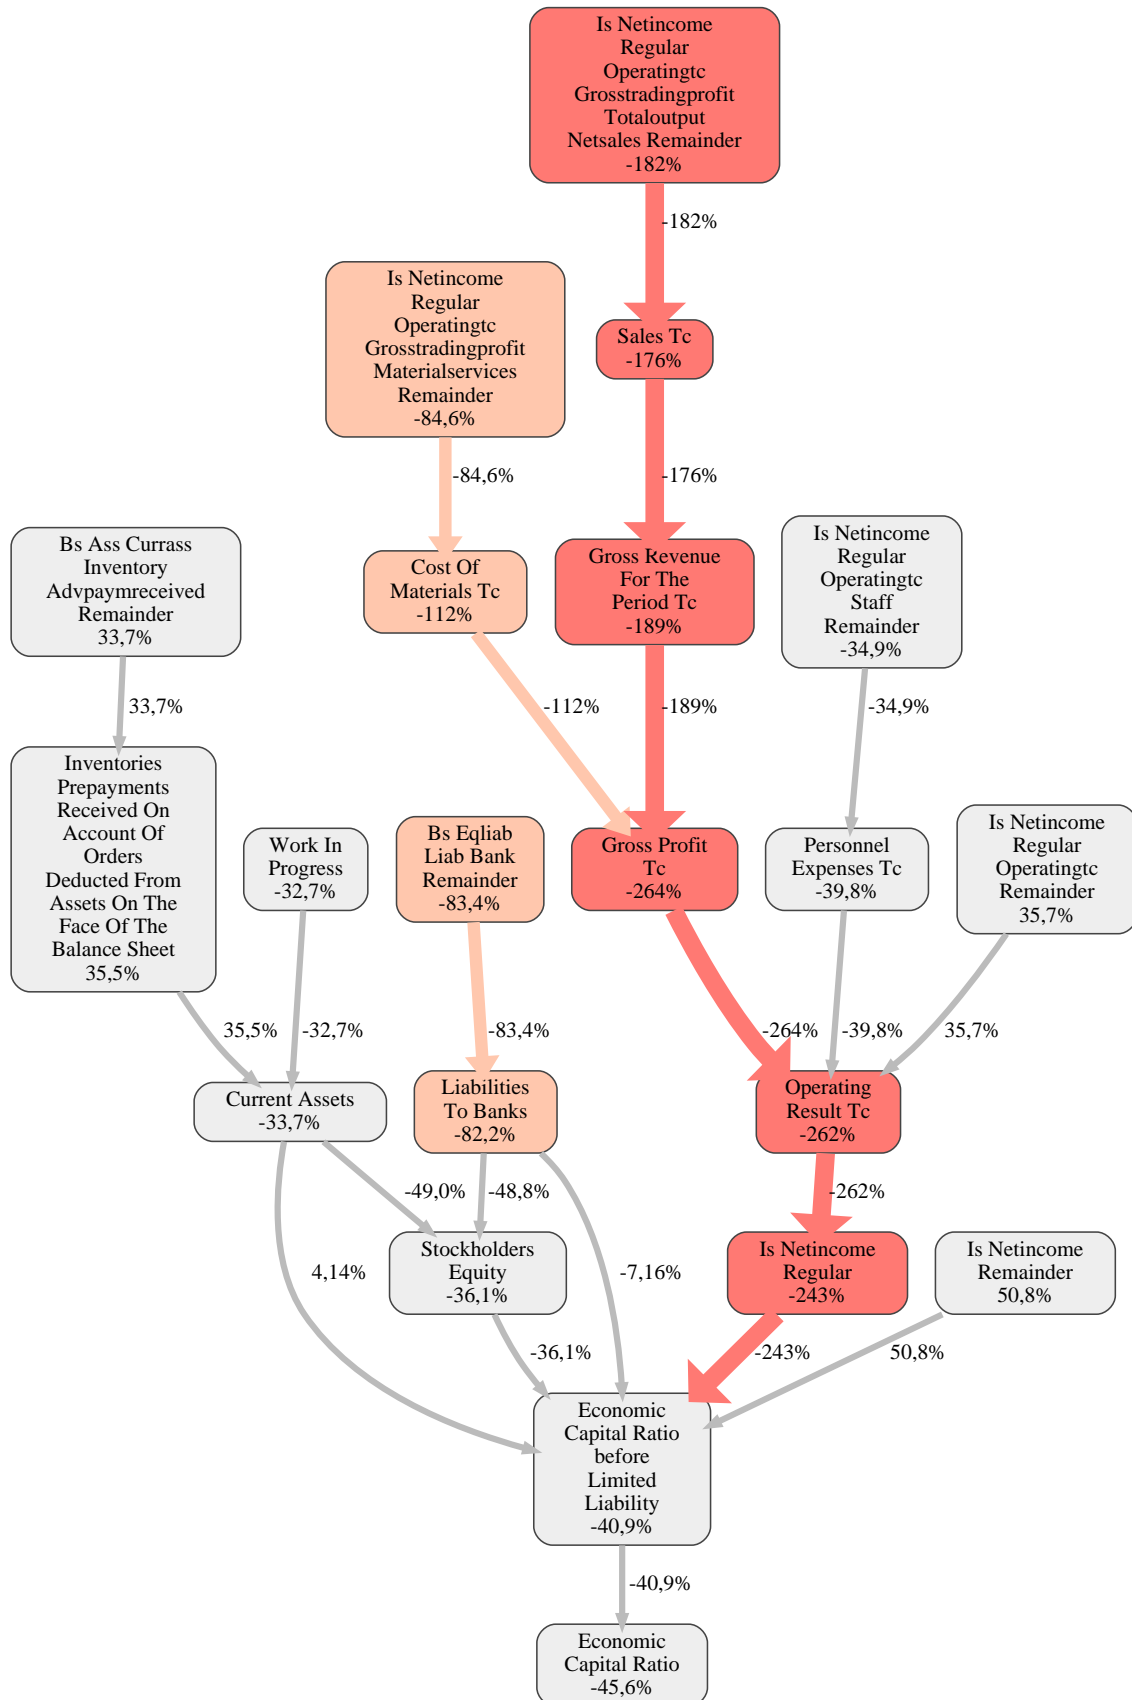 Is Netincome
Regular
Operatingtc
Grosstradingprofit
Totaloutput
Netsales Remainder
-182%
-182%
Is Netincome
Regular
Operatingtc
Grosstradingprofit
Materialservices
Remainder
-84,6%
Sales Tc
-176%
-84,6%
-176%
Bs Ass Currass
Inventory
Advpaymreceived
Remainder
33,7%
Cost Of
Materials Tc
-112%
Gross Revenue
For The
Period Tc
-189%
Is Netincome
Regular
Operatingtc
Staff
Remainder
-34,9%
33,7%
-112%
-189%
-34,9%
Inventories
Prepayments
Received On
Account Of
Orders
Deducted From
Assets On The
Face Of The
Balance Sheet
35,5%
Work In
Progress
-32,7%
Bs Eqliab
Liab Bank
Remainder
-83,4%
Gross Profit
Tc
-264%
Personnel
Expenses Tc
-39,8%
Is Netincome
Regular
Operatingtc
Remainder
35,7%
35,5%
-32,7%
-83,4%
-264%
-39,8%
35,7%
Current Assets
-33,7%
Liabilities
To Banks
-82,2%
Operating
Result Tc
-262%
-49,0%
-48,8%
-262%
4,14%
Stockholders
Equity
-36,1%
-7,16%
Is Netincome
Regular
-243%
Is Netincome
Remainder
50,8%
-36,1%
-243%
50,8%
Economic
Capital Ratio
before
Limited
Liability
-40,9%
-40,9%
Economic
Capital Ratio
-45,6%